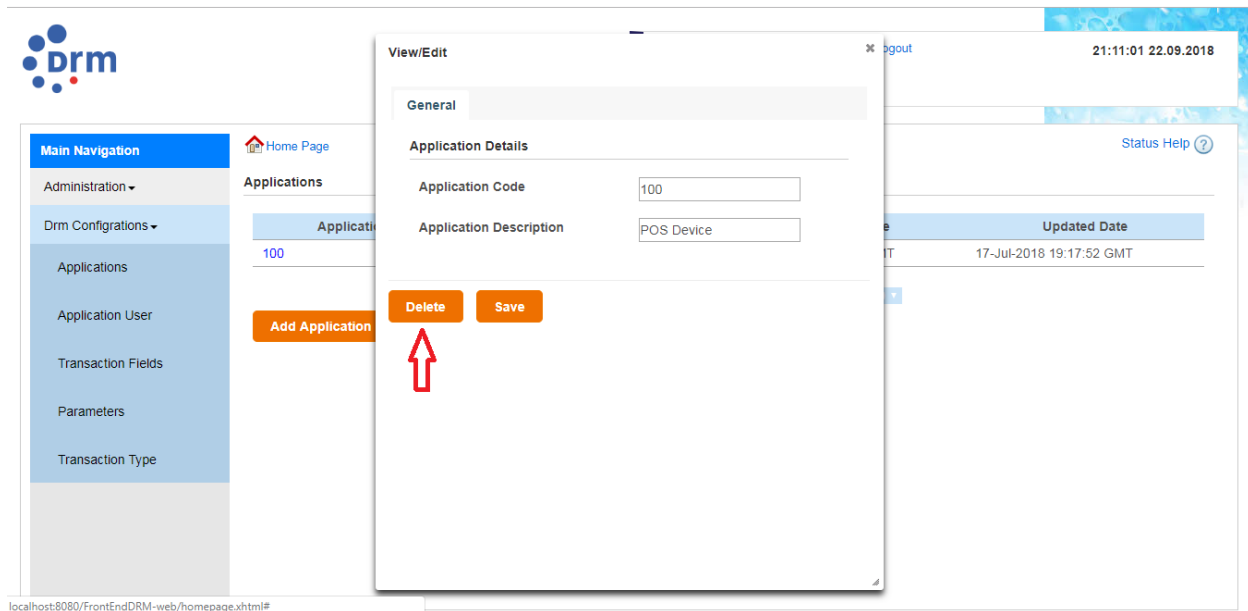 Drm
View/Edit
ogout
21:11:01 22.09.2018
General
Main Navigation
Home Page
Application Details
Status Help ?
Administration
Applications
Application Code
100
Drm Configrations
Application Description
POS Device
Updated Date
100
17-Jul-2018 19:17:52 GMT
Applications
Delete
Save
Application User
Add Application
Transaction Fields
Parameters
Transaction Type
localhost:8080/FrontEndDRM-web/homepage.xhtml#